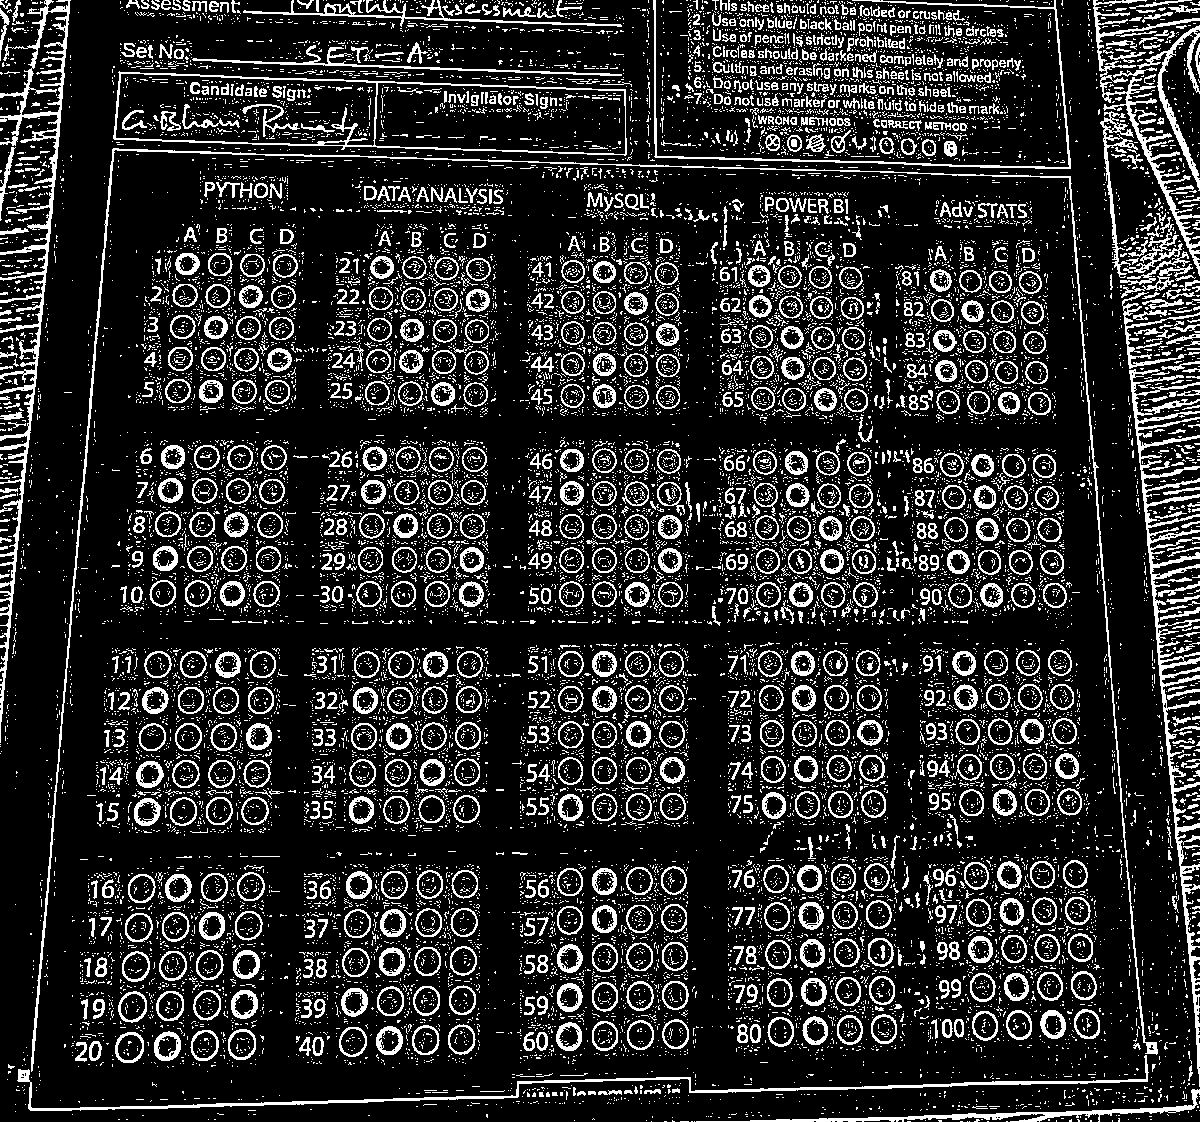 Assessment: Monthly Assessment
Set No: SET-A
Candidate Sign:
Invigilator Sign:
1. This sheet should not be folded or crushed.
2. Use only blue/ black ball point pen to fill the circles.
3. Use of pencil is strictly prohibited.
4. Circles should be darkened completely and property
5. Cutting and erasing on this sheet is not allowed.
6. Do not use any stray marks on the sheet.
7. Do not use marker or white fluid to hide the mark.
WRONG METHODS CORRECT METHOD
PYTHON DATA ANALYSIS MySQL POWER BI Adv STATS
A B C D A B C D A B C D A B C D A B C D
1 21 41 61 81
2 22 42 62 82
3 23 43 63 83
4 24 44 64 84
5 25 45 65 85
6 26 46 66 86
7 27 47 67 87
8 28 48 68 88
9 29 49 69 89
10 30 50 70 90
11 31 51 71 91
12 32 52 72 92
13 33 53 73 93
14 34 54 74 94
15 35 55 75 95
16 36 56 76 96
17 37 57 77 97
18 38 58 78 98
19 39 59 79 99
20 40 60 80 100